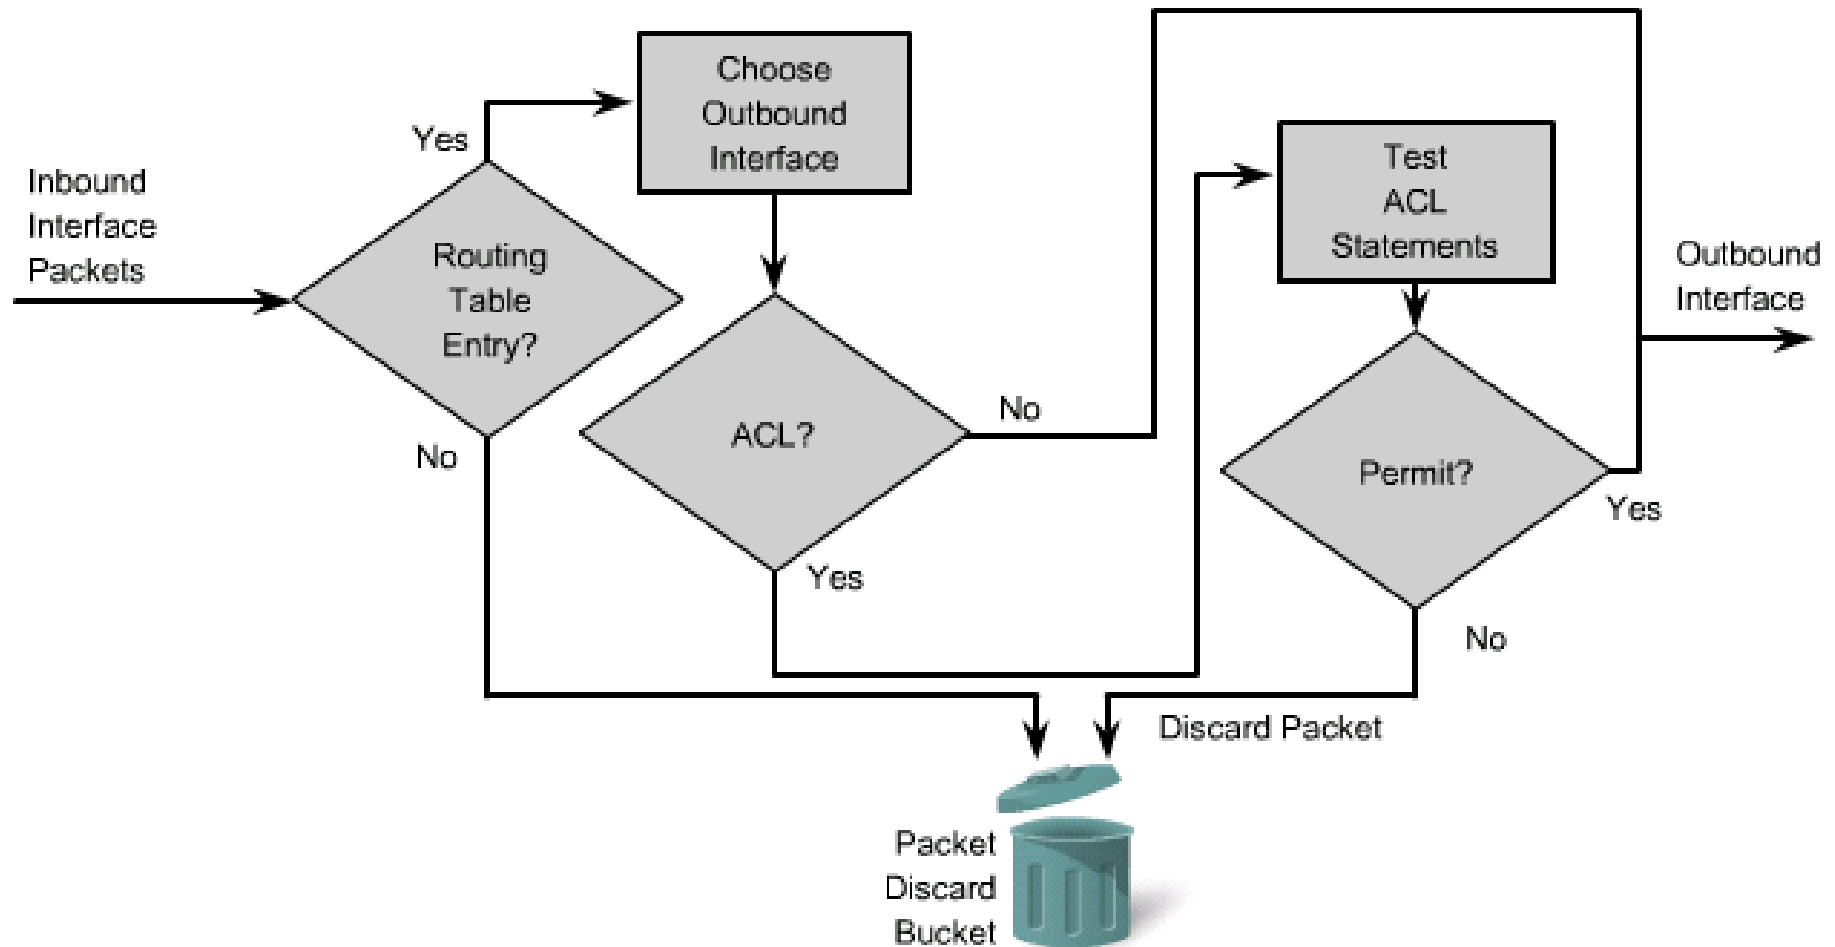 Inbound
Interface
Packets
Yes
Routing
Table
Entry?
No
Choose
Outbound
Interface
ACL?
No
Yes
Test
ACL
Statements
Permit?
Yes
No
Outbound
Interface
Discard Packet
Packet
Discard
Bucket